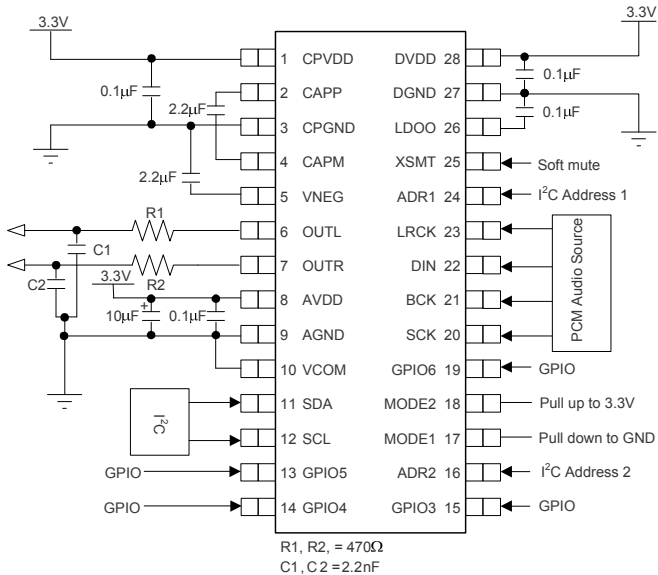 3.3V
3.3V
1 CPVDD
DVDD 28
0.1µF
0.1µF
2 CAPP
DGND 27
2.2µF
0.1µF
3 CPGND
LDOO 26
4 CAPM
XSMT 25
Soft mute
2.2µF
5 VNEG
ADR1 24
I²C Address 1
R1
6 OUTL
LRCK 23
C1
7 OUTR
DIN 22
C2
R2
3.3V
8 AVDD
BCK 21
PCM Audio Source
+
10µF
0.1µF
9 AGND
SCK 20
10 VCOM
GPIO6 19
GPIO
11 SDA
MODE2 18
Pull up to 3.3V
I²C
12 SCL
MODE1 17
Pull down to GND
GPIO
13 GPIO5
ADR2 16
I²C Address 2
GPIO
14 GPIO4
GPIO3 15
GPIO
R1, R2, = 470Ω
C1, C2 = 2.2nF